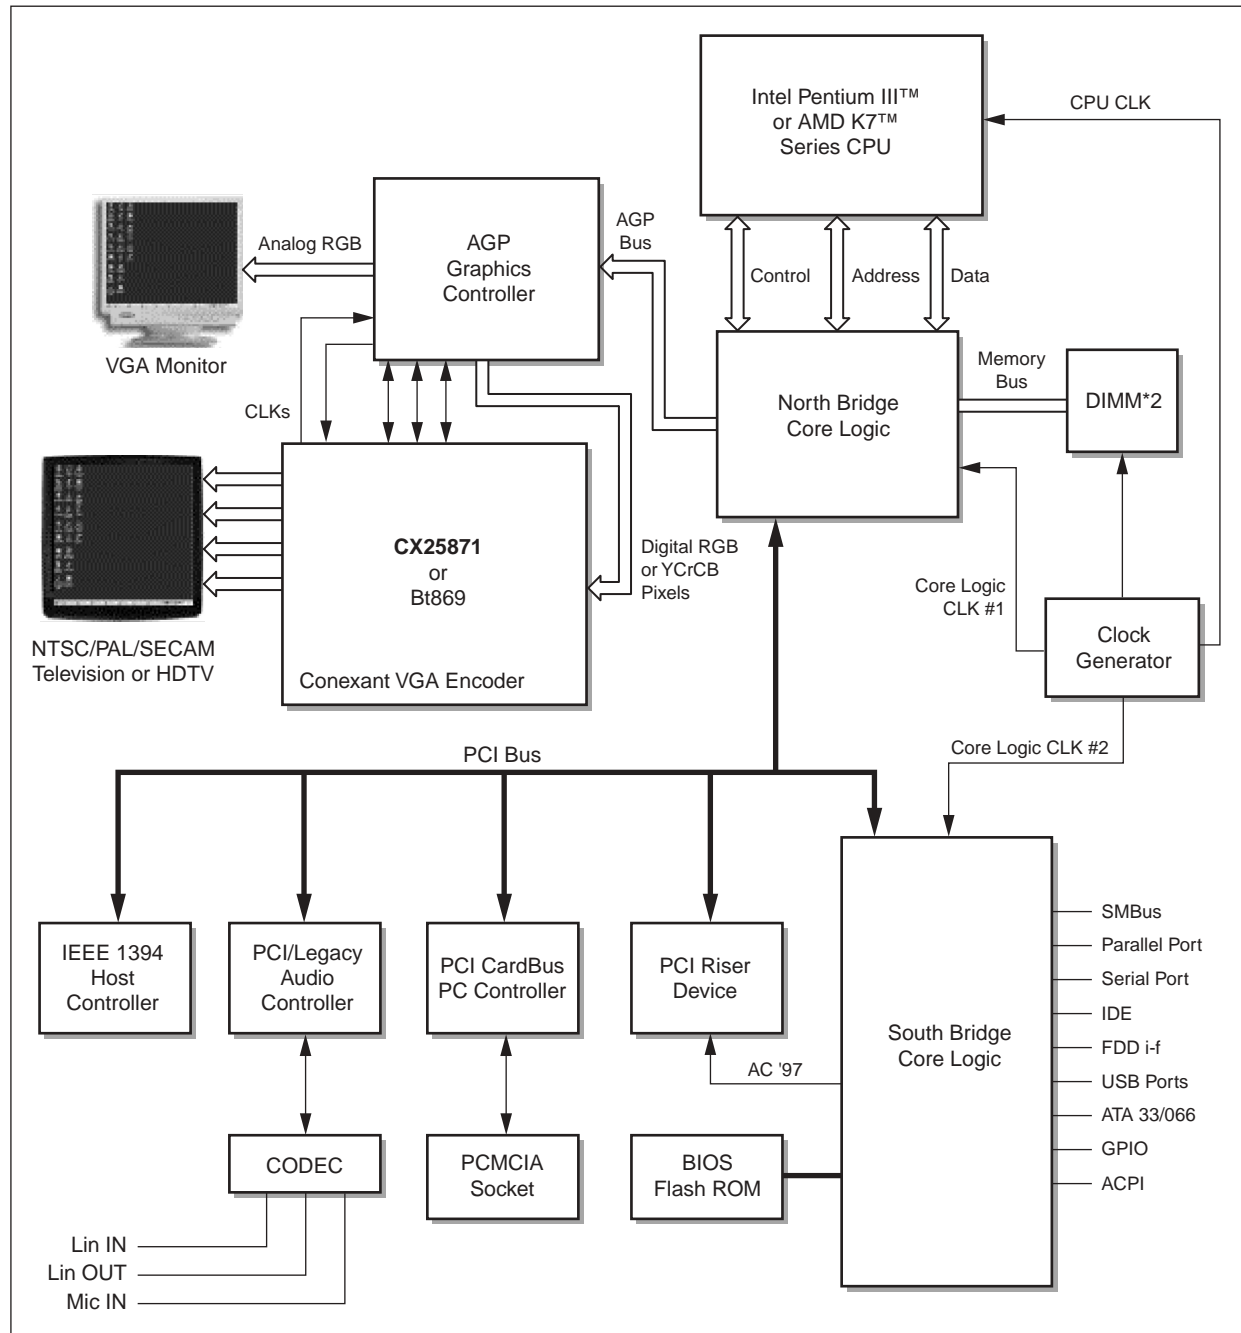 Intel Pentium III™
or AMD K7™
Series CPU
CPU CLK
AGP
Bus
Analog RGB
AGP
Graphics
Controller
Control
Address
Data
VGA Monitor
Memory
Bus
DIMM*2
North Bridge
Core Logic
CLKs
CX25871
or
Bt869
Digital RGB
or YCrCB
Pixels
Core Logic
CLK #1
Clock
Generator
NTSC/PAL/SECAM
Television or HDTV
Conexant VGA Encoder
PCI Bus
Core Logic CLK #2
IEEE 1394
Host
Controller
PCI/Legacy
Audio
Controller
PCI CardBus
PC Controller
PCI Riser
Device
South Bridge
Core Logic
SMBus
Parallel Port
Serial Port
IDE
FDD i-f
USB Ports
ATA 33/066
GPIO
ACPI
AC '97
CODEC
PCMCIA
Socket
BIOS
Flash ROM
Lin IN
Lin OUT
Mic IN